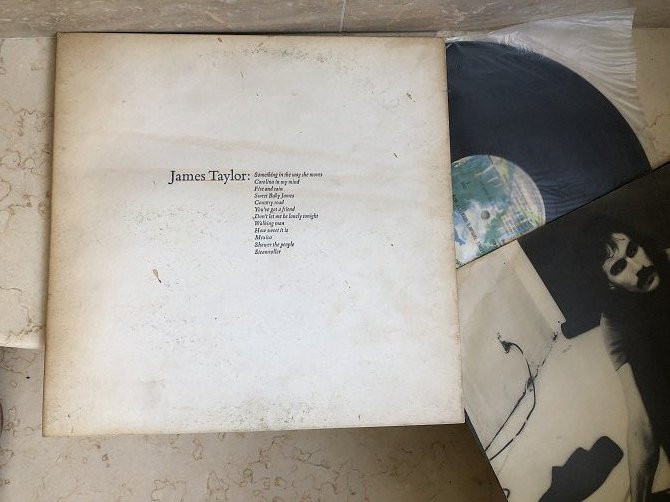 James Taylor: Something in the way she moves
Carolina in my mind
Fire and rain
Sweet Baby James
Country road
You've got a friend
Don't let me be lonely tonight
Walking man
How sweet it is
Mexico
Shower the people
Steamroller